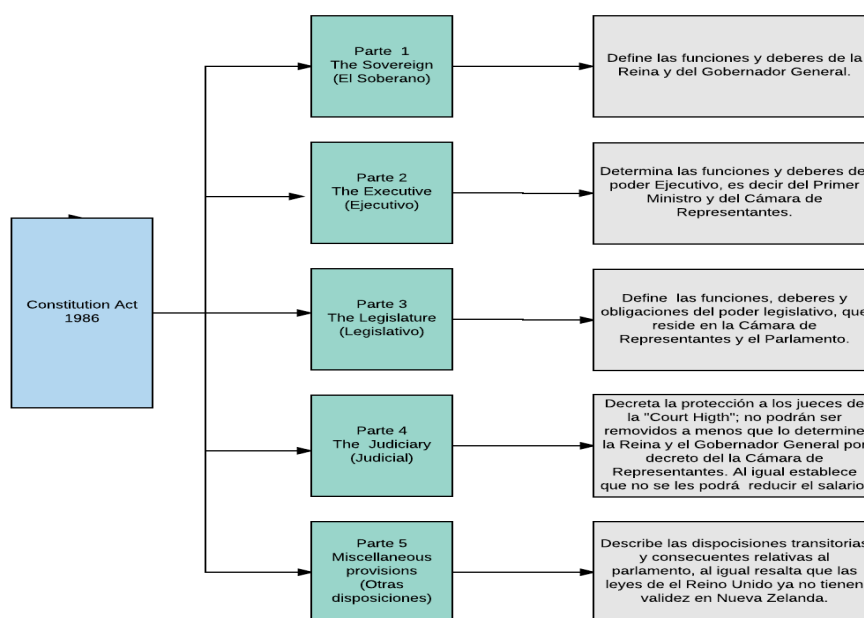 Constitution Act
1986
Parte 1
The Sovereign
(El Soberano)
Define las funciones y deberes de la
Reina y del Gobernador General.
Parte 2
The Executive
(Ejecutivo)
Determina las funciones y deberes de
poder Ejecutivo, es decir del Primer
Ministro y del Cámara de
Representantes.
Parte 3
The Legislature
(Legislativo)
Define las funciones, deberes y
obligaciones del poder legislativo, que
reside en la Cámara de
Representantes y el Parlamento.
Parte 4
The Judiciary
(Judicial)
Decreta la protección a los jueces de
la "Court Higth"; no podrán ser
removidos a menos que lo determine
la Reina y el Gobernador General por
decreto del la Cámara de
Representantes. Al igual establece
que no se les podrá reducir el salario
Parte 5
Miscellaneous
provisions
(Otras
disposiciones)
Describe las disposciones transitorias
y consecuentes relativas al
parlamento, al igual resalta que las
leyes de el Reino Unido ya no tienen
validez en Nueva Zelanda.